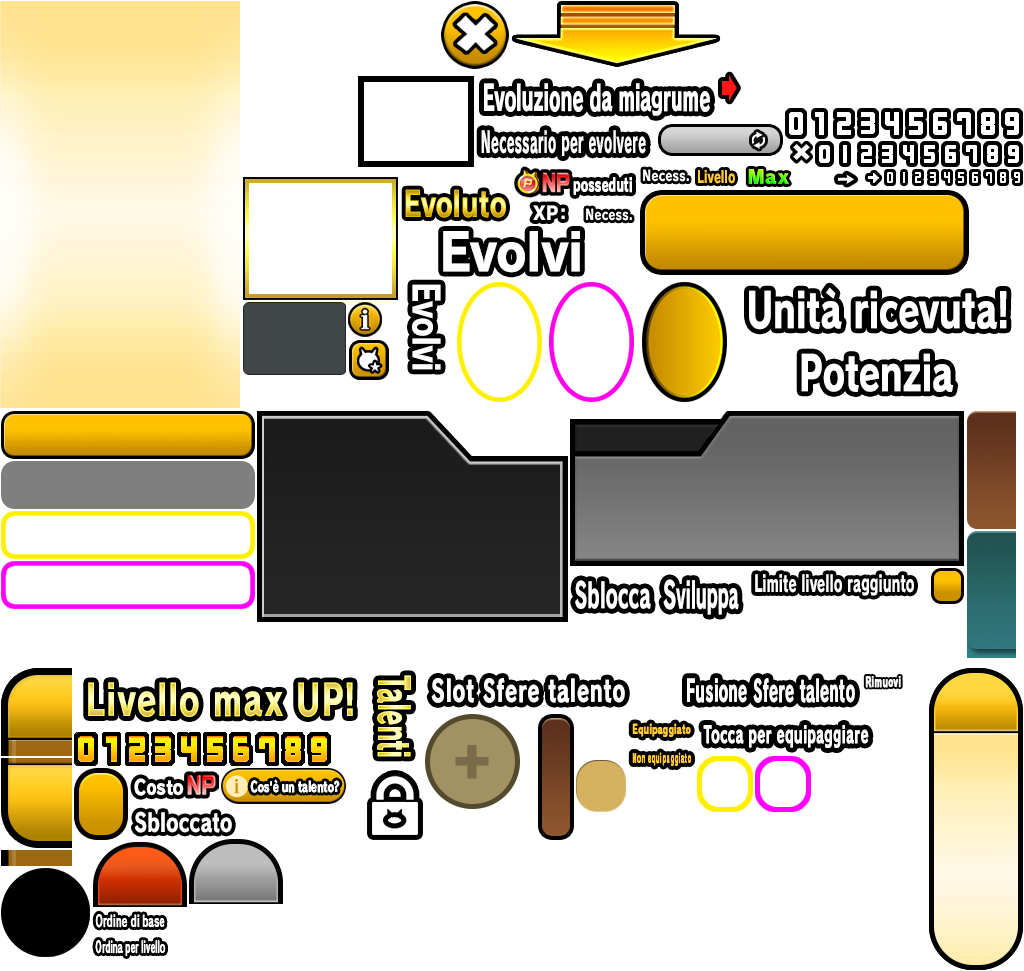 Evoluzione da miagrume
Necessario per evolvere
0123456789
×0123456789
NP posseduti
Necess. Livello Max
0123456789
Evoluto
XP: Necess.
Evolvi
Evolvi
i
Unità ricevuta!
Potenzia
Sblocca Sviluppa
Limite livello raggiunto
Livello max UP!
0123456789
Talenti
Slot Sfere talento
Fusione Sfere talento
Rimuovi
Equipaggiato
Non equipaggiato
Tocca per equipaggiare
Costo NP
i Cos'è un talento?
Sbloccato
Ordine di base
Ordina per livello